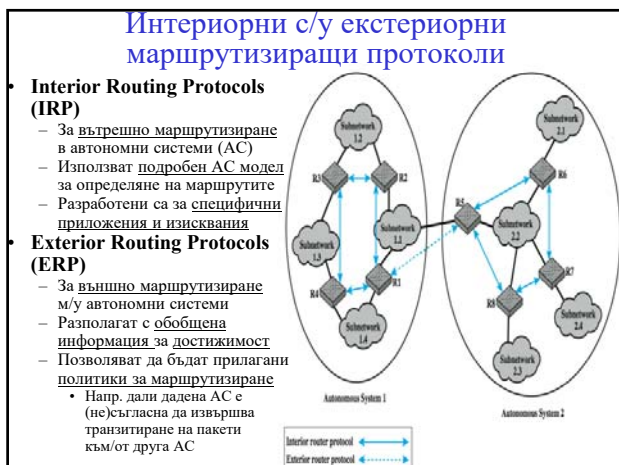 Интериорни с/у екстериорни
маршрутизиращи протоколи
• Interior Routing Protocols
(IRP)
– За вътрешно маршрутизиране
в автономни системи (АС)
– Използват подробен АС модел
за определяне на маршрутите
– Разработени са за специфични
приложения и изисквания
• Exterior Routing Protocols
(ERP)
– За външно маршрутизиране
м/у автономни системи
– Разполагат с обобщена
информация за достижимост
– Позволяват да бъдат прилагани
политики за маршрутизиране
• Напр. дали дадена АС е
(не)съгласна да извършва
транзитиране на пакети
към/от друга АС
Subnetwork
1.2
R3
R2
Subnetwork
1.3
Subnetwork
1.1
R4
R1
Subnetwork
1.4
Autonomous System 1
Subnetwork
2.1
R6
R5
Subnetwork
2.2
R7
R8
Subnetwork
2.4
Subnetwork
2.3
Autonomous System 2
Interior router protocol
Exterior router protocol